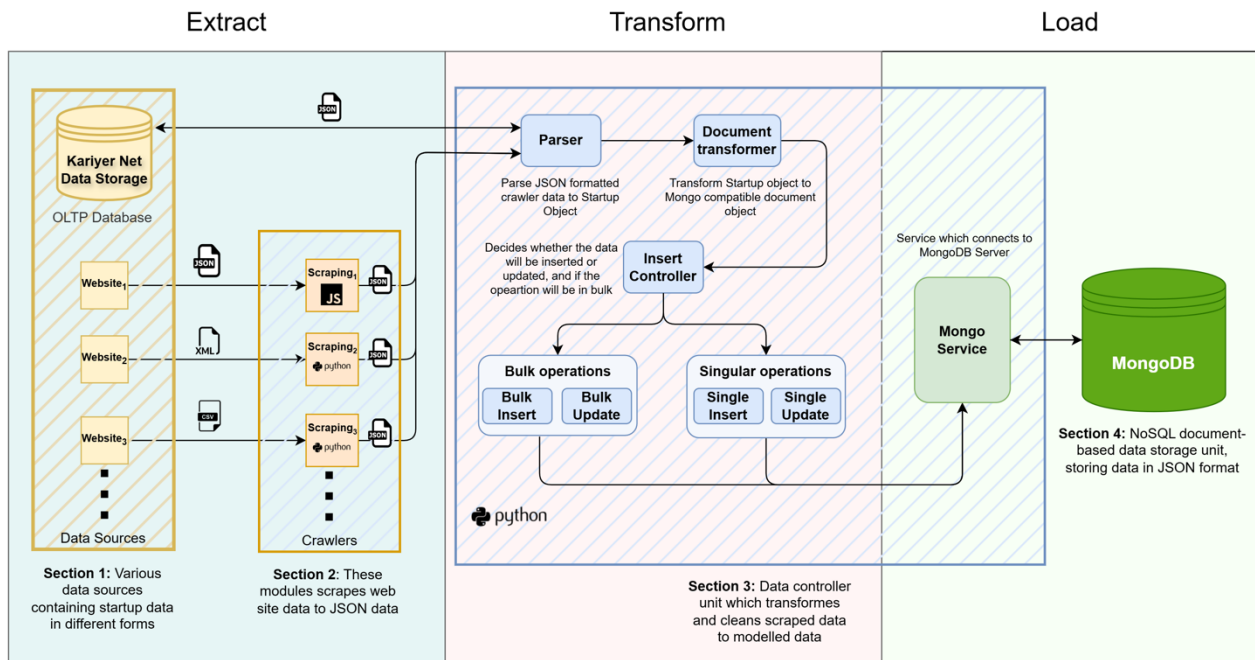 Extract
Transform
Load
JSON
Kariyer Net
Data Storage
OLTP Database
Parser
Document
transformer
Parse JSON formatted
crawler data to Startup
Object
Transform Startup object to
Mongo compatible document
object
Website1
JSON
Scraping1
JS
JSON
Website2
XML
Scraping2
python
JSON
Website3
CSV
Scraping3
python
JSON
Data Sources
Crawlers
Decides whether the data
will be inserted or
updated, and if the
opeartion will be in bulk
Insert
Controller
Bulk operations
Bulk
Insert
Bulk
Update
Singular operations
Single
Insert
Single
Update
python
Service which connects to
MongoDB Server
Mongo
Service
MongoDB
Section 1: Various
data sources
containing startup data
in different forms
Section 2: These
modules scrapes web
site data to JSON data
Section 3: Data controller
unit which transformes
and cleans scraped data
to modelled data
Section 4: NoSQL document-
based data storage unit,
storing data in JSON format